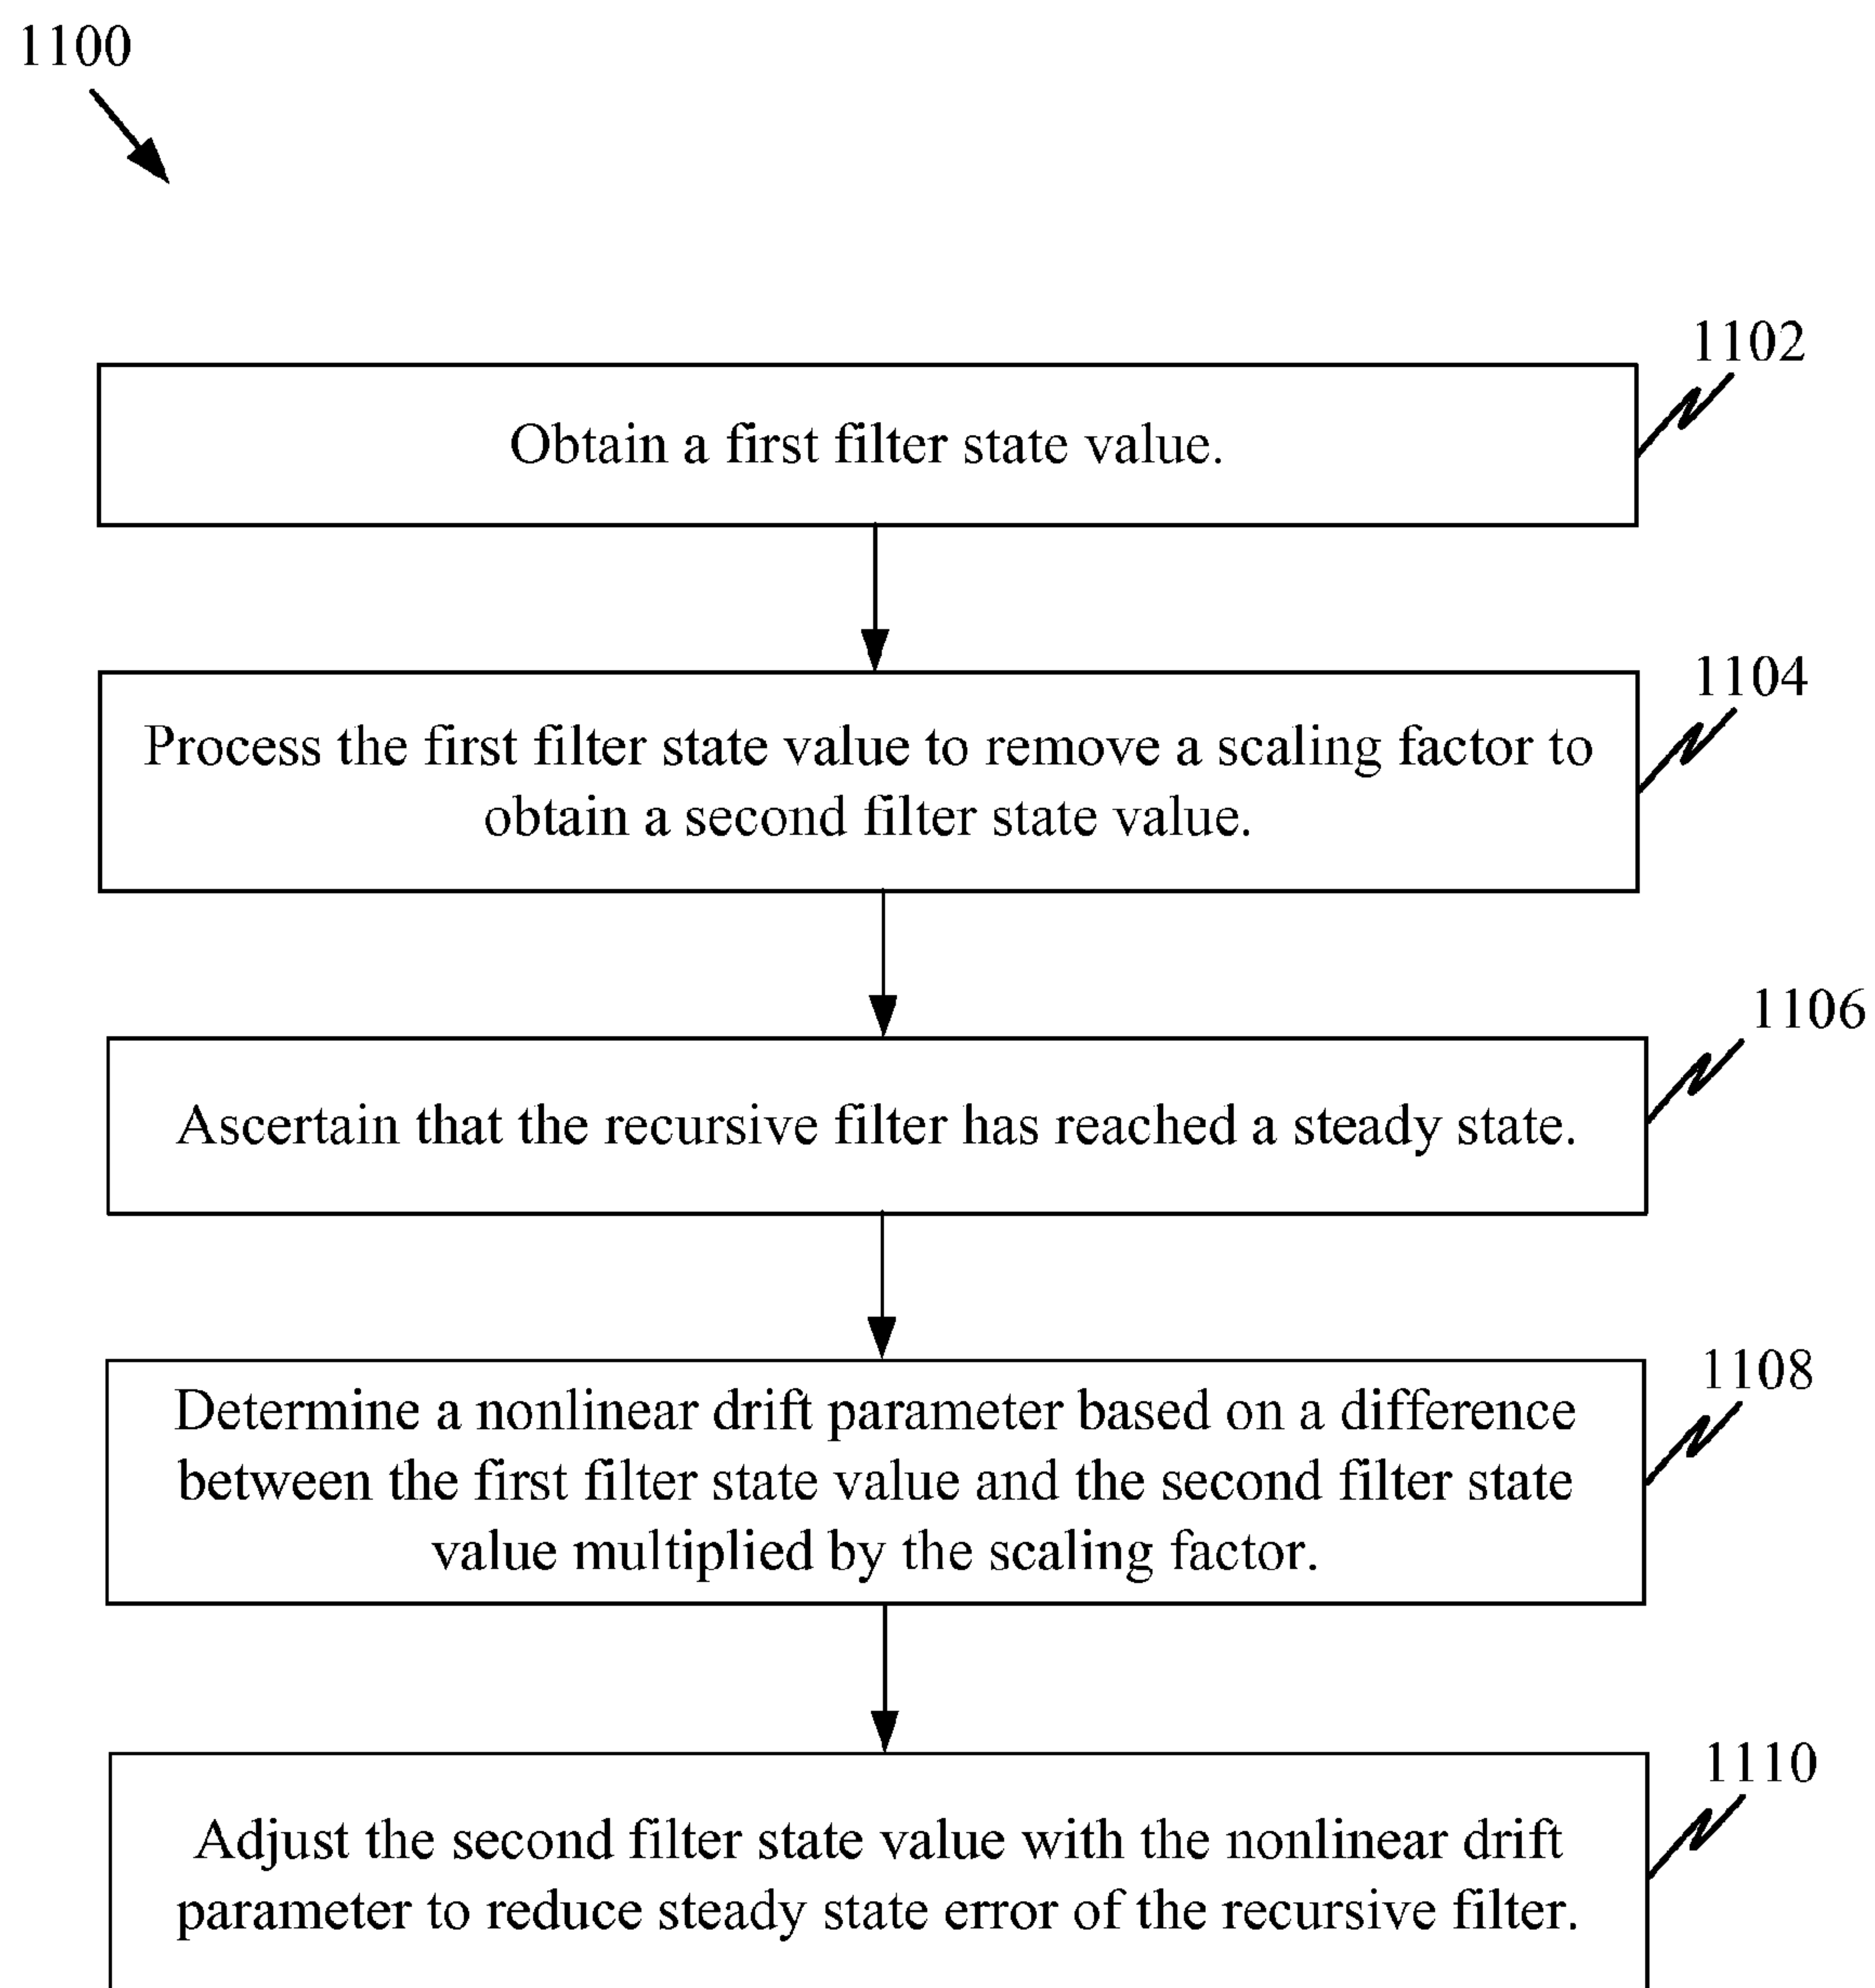 1100
1102
Obtain a first filter state value.
1104
Process the first filter state value to remove a scaling factor to
obtain a second filter state value.
1106
Ascertain that the recursive filter has reached a steady state.
1108
Determine a nonlinear drift parameter based on a difference
between the first filter state value and the second filter state
value multiplied by the scaling factor.
1110
Adjust the second filter state value with the nonlinear drift
parameter to reduce steady state error of the recursive filter.